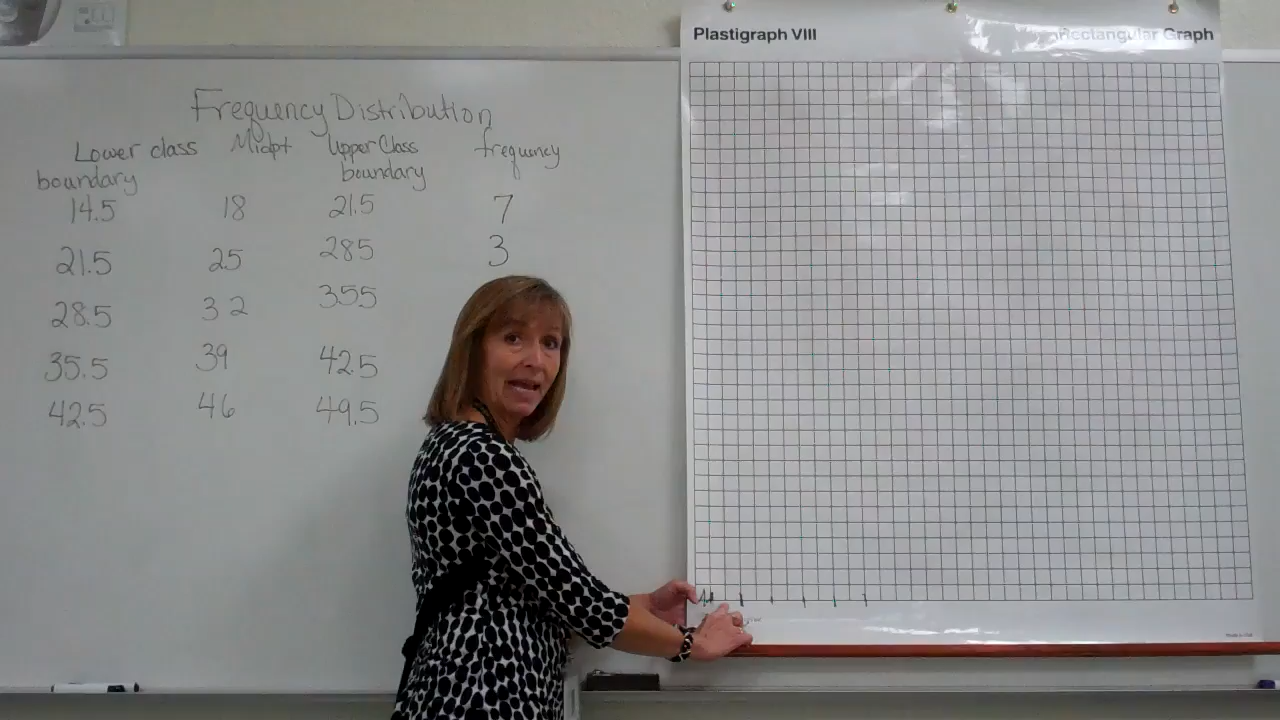 Plastigraph VIII
Rectangular Graph
Frequency Distribution
Lower class boundary Midpt Upper Class boundary frequency
14.5 18 21.5 7
21.5 25 28.5 3
28.5 32 35.5
35.5 39 42.5
42.5 46 49.5